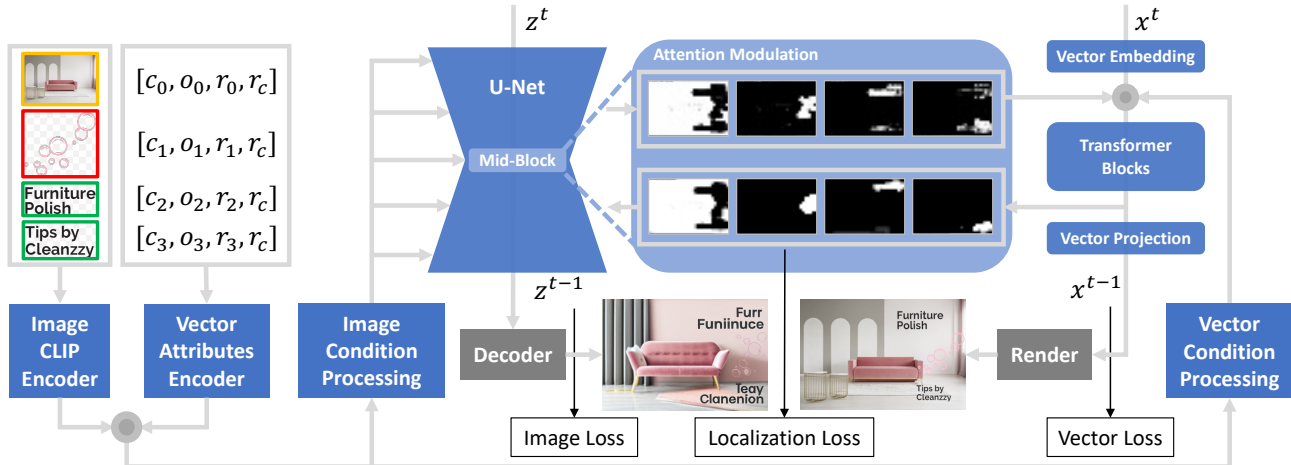 z^t
x^t
Attention Modulation
Vector Embedding
U-Net
[c_0, o_0, r_0, r_c]
[c_1, o_1, r_1, r_c]
Mid-Block
Transformer
Blocks
Furniture
Polish
[c_2, o_2, r_2, r_c]
Tips by
Cleanzzy
[c_3, o_3, r_3, r_c]
Vector Projection
z^{t-1}
x^{t-1}
Image
CLIP
Encoder
Vector
Attributes
Encoder
Image
Condition
Processing
Decoder
Furr
Funiinuce
Teay
Clanenion
Furniture
Polish
Tips by
Cleanzzy
Render
Vector
Condition
Processing
Image Loss
Localization Loss
Vector Loss